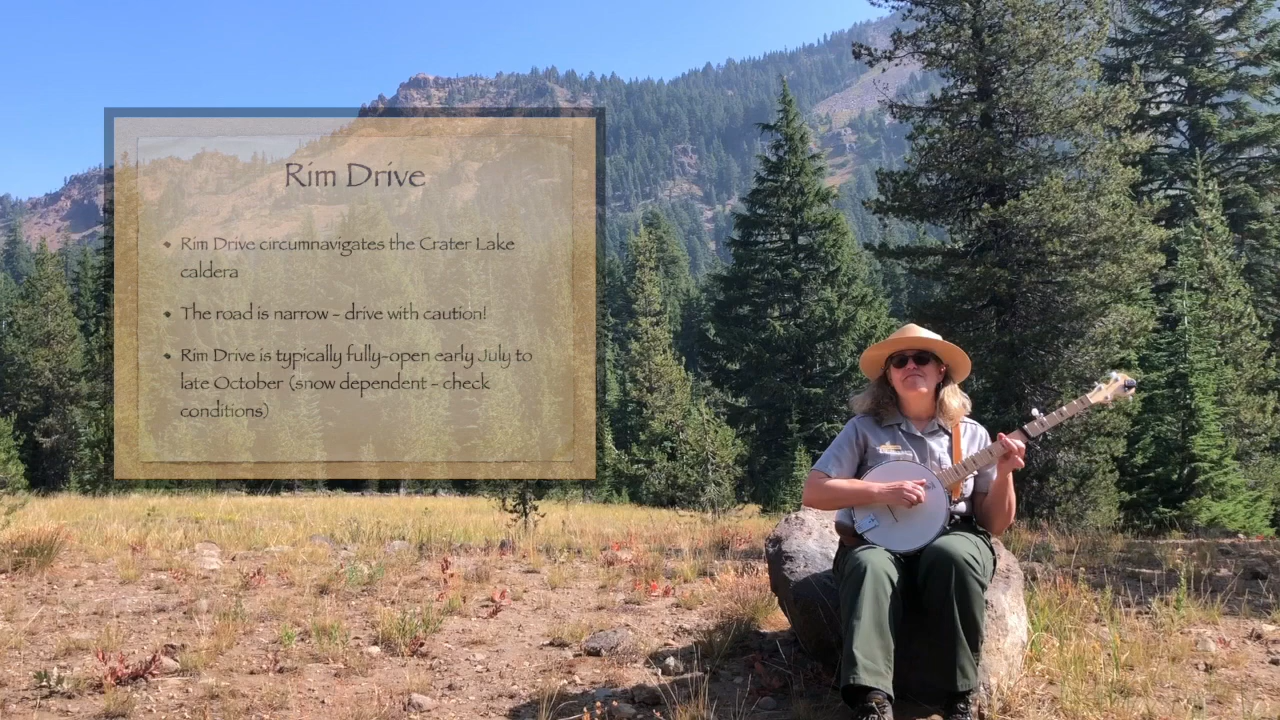 Rim Drive
• Rim Drive circumnavigates the Crater Lake
caldera
• The road is narrow - drive with caution!
• Rim Drive is typically fully-open early July to
late October (snow dependent - check
conditions)